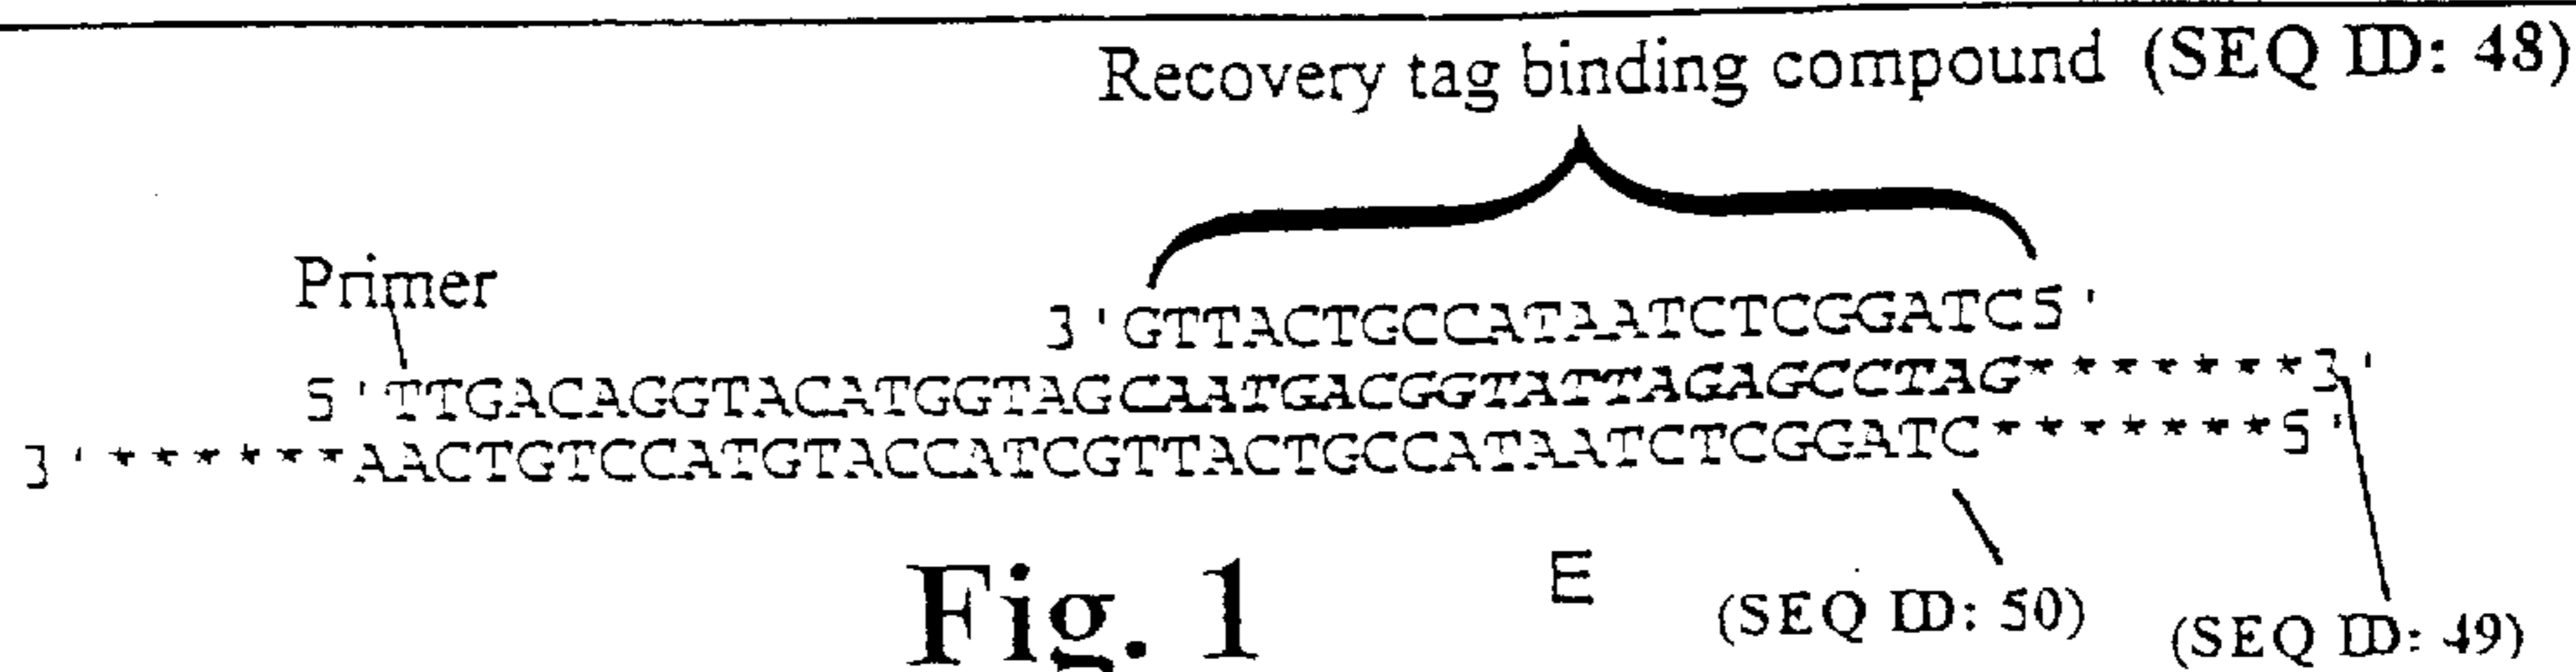 Recovery tag binding compound (SEQ ID: 48)
Primer
3'GTTACTGCCATAATCTCGGATC5'
5'TTGACAGGTACATGGTAGCAATGACGGTATTAGAGCCTAG*******3'
3'******AACTGTCCATGTACCATCGTTACTGCCATAATCTCGGATC*******5'
Fig. 1 E
(SEQ ID: 50)
(SEQ ID: 49)